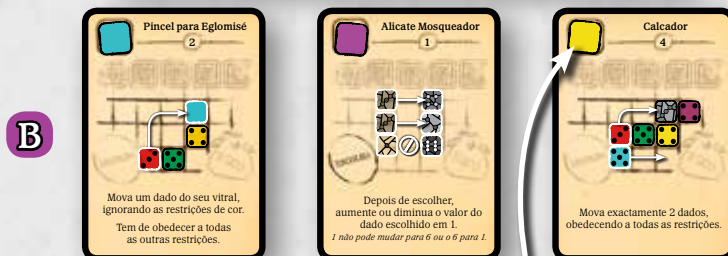 B
Pincel para Eglomisé
2
Mova um dado do seu vitral,
ignorando as restrições de cor.
Tem de obedecer a todas
as outras restrições.
Alicate Mosqueador
1
Depois de escolher,
aumente ou diminua o valor do
dado escolhido em 1.
1 não pode mudar para 6 ou o 6 para 1.
Calcador
4
Mova exactamente 2 dados,
obedecendo a todas as restrições.